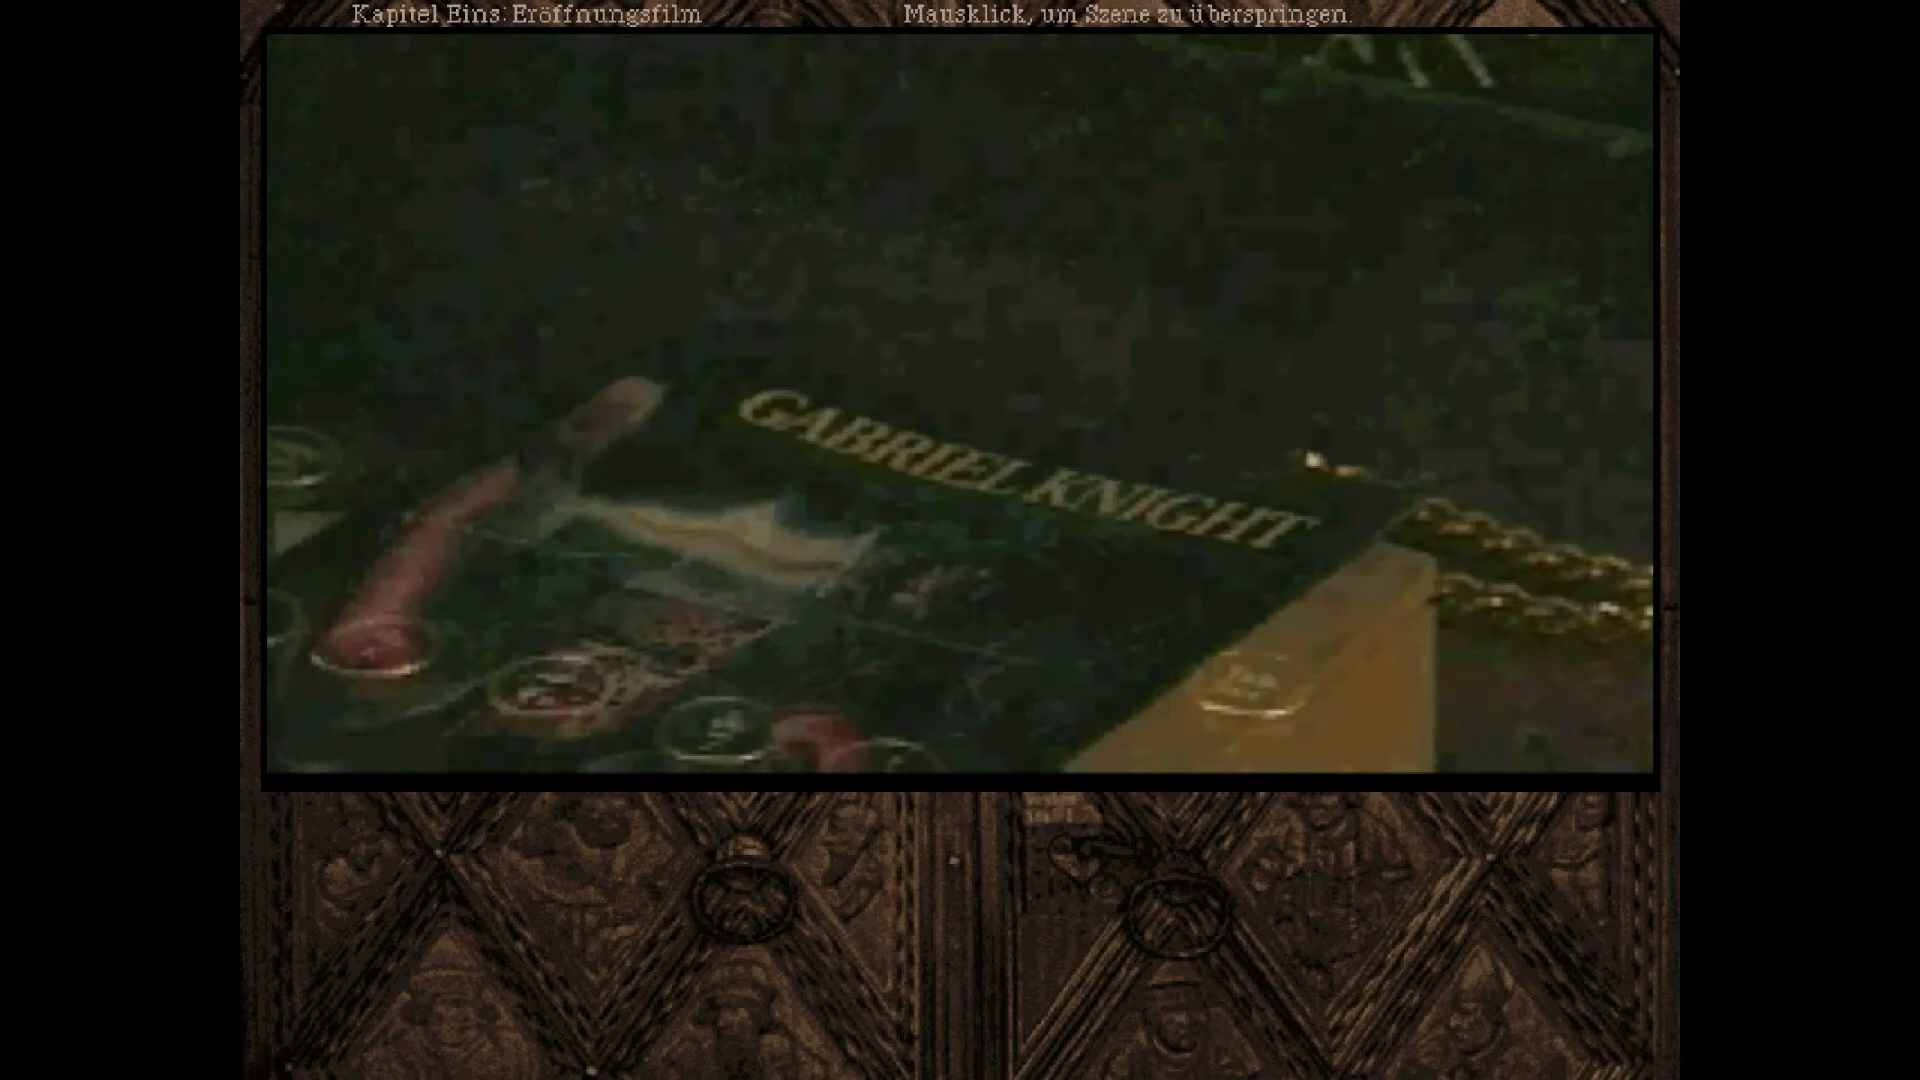 Kapitel Eins: Eröffnungsfilm
Mausklick, um Szene zu überspringen.
GABRIEL KNIGHT